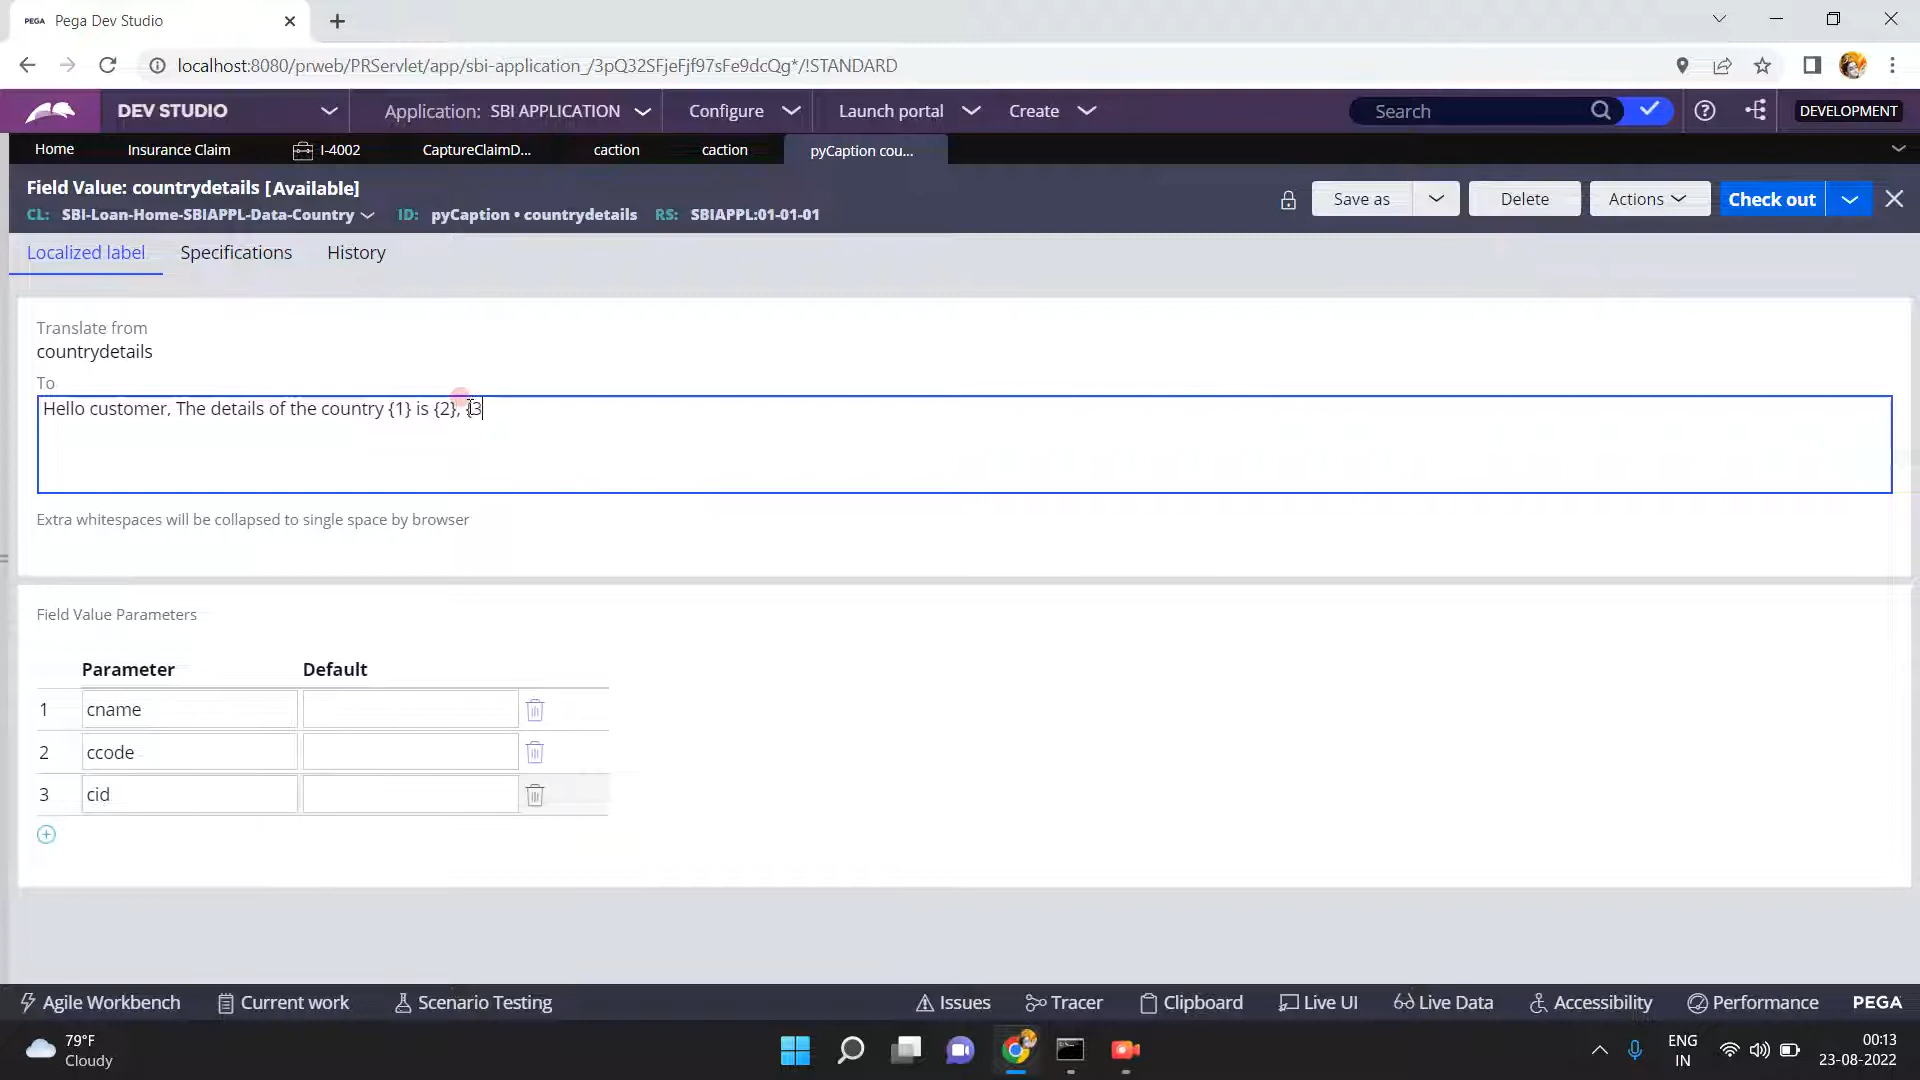 PEGA Pega Dev Studio
localhost:8080/prweb/PRServlet/app/sbi-application_/3pQ32SFjeFjf97sFe9dcQg*/!STANDARD
DEV STUDIO Application: SBI APPLICATION Configure Launch portal Create Search DEVELOPMENT
Home Insurance Claim I-4002 CaptureClaimD... caction caction pyCaption cou...
Field Value: countrydetails [Available]
CL: SBI-Loan-Home-SBIAPPL-Data-Country ID: pyCaption • countrydetails RS: SBIAPPL:01-01-01
Save as Delete Actions Check out
Localized label Specifications History
Translate from
countrydetails
To
Hello customer, The details of the country {1} is {2}, {3
Extra whitespaces will be collapsed to single space by browser
Field Value Parameters
Parameter Default
1 cname
2 ccode
3 cid
Agile Workbench Current work Scenario Testing Issues Tracer Clipboard Live UI Live Data Accessibility Performance PEGA
79°F
Cloudy
ENG
IN
00:13
23-08-2022